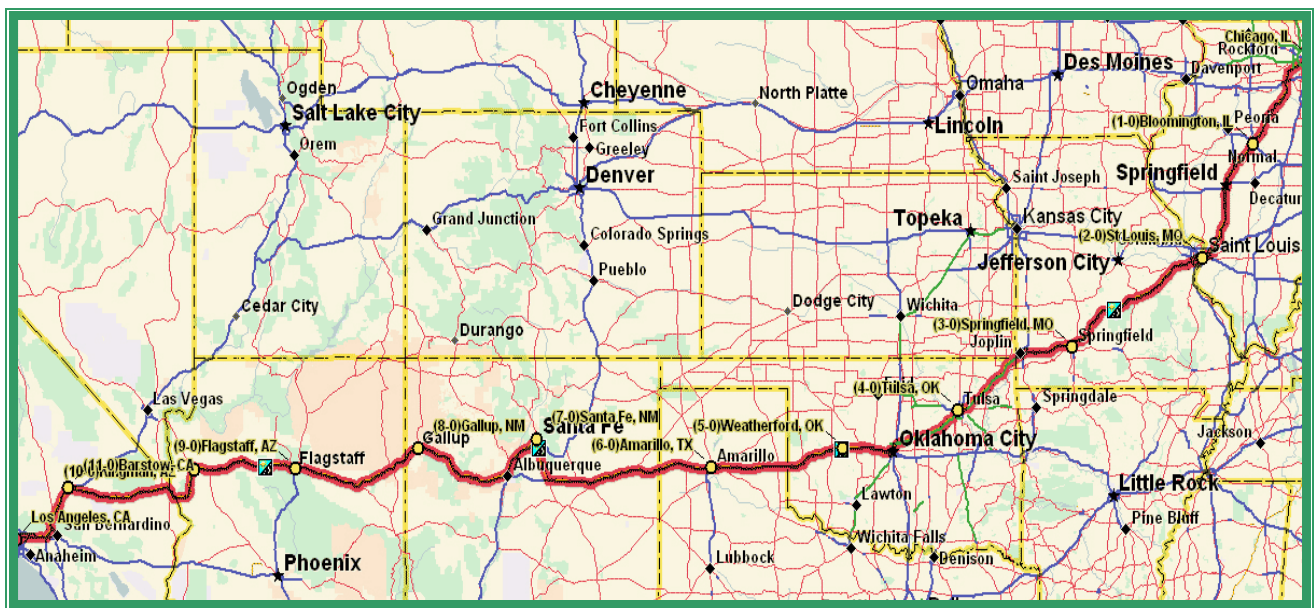 Chicago, IL
Rockford
Des Moines
Davenport
Ogden
Cheyenne
North Platte
Omaha
Salt Lake City
Fort Collins
Lincoln
(1-0)Bloomington, IL
Peoria
Orem
Greeley
Normal
Denver
Saint Joseph
Springfield
Decatur
Grand Junction
Topeka
Kansas City
Colorado Springs
(2-0)St Louis, MO
Saint Louis
Jefferson City
Pueblo
Cedar City
Dodge City
Wichita
Durango
(3-0)Springfield, MO
Springfield
Joplin
Las Vegas
(4-0)Tulsa, OK
Tulsa
Springdale
(8-0)Gallup, NM
(7-0)Santa Fe, NM
Santa Fe
(5-0)Weatherford, OK
(9-0)Flagstaff, AZ
Gallup
(6-0)Amarillo, TX
Oklahoma City
Jackson
(11-0)Barstow, CA
Flagstaff
Albuquerque
Amarillo
Little Rock
Lawton
Los Angeles, CA
San Bernardino
Pine Bluff
Anaheim
Wichita Falls
Phoenix
Lubbock
Denison